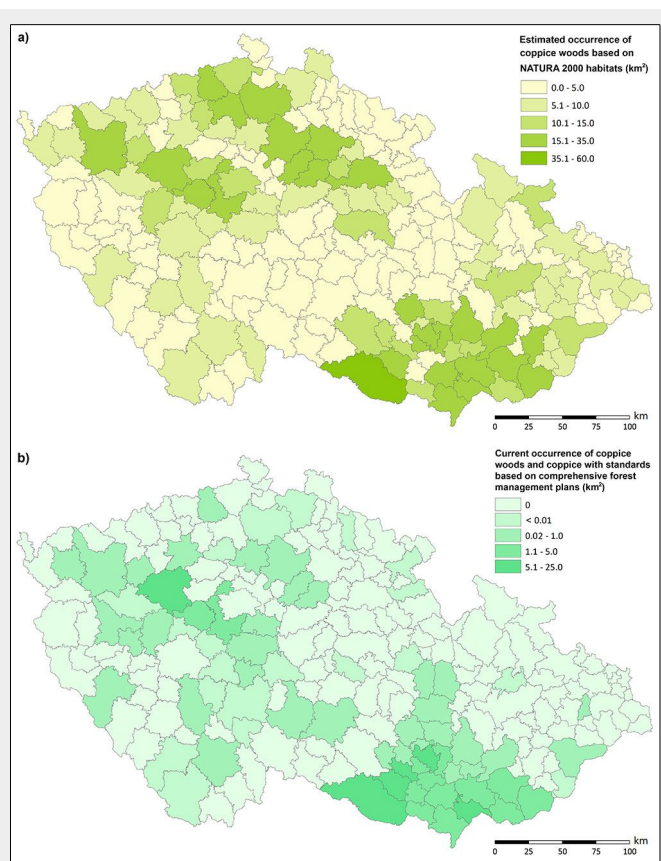 a)
Estimated occurrence of
coppice woods based on
NATURA 2000 habitats (km²)
0.0 - 5.0
5.1 - 10.0
10.1 - 15.0
15.1 - 35.0
35.1 - 60.0
km
0 25 50 75 100
b)
Current occurrence of coppice
woods and coppice with standards
based on comprehensive forest
management plans (km²)
0
< 0.01
0.02 - 1.0
1.1 - 5.0
5.1 - 25.0
km
0 25 50 75 100